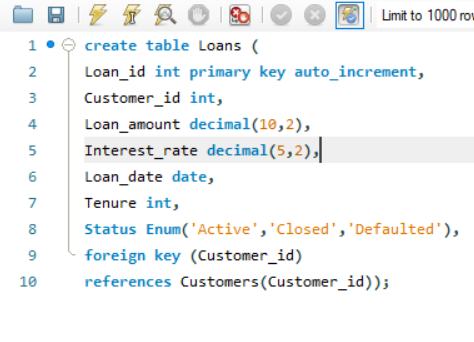 Limit to 1000 row
1 create table Loans (
2 Loan_id int primary key auto_increment,
3 Customer_id int,
4 Loan_amount decimal(10,2),
5 Interest_rate decimal(5,2),
6 Loan_date date,
7 Tenure int,
8 Status Enum('Active','Closed','Defaulted'),
9 foreign key (Customer_id)
10 references Customers(Customer_id));